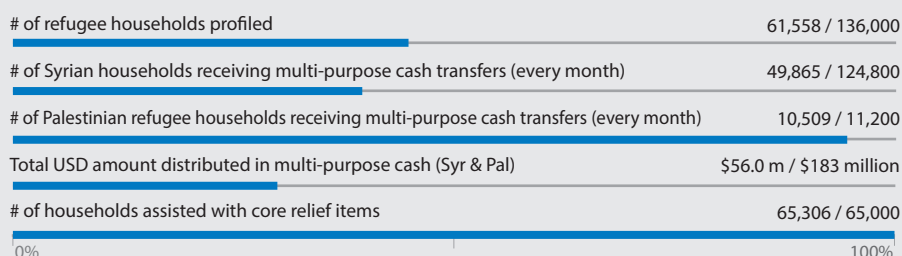 # of refugee households profiled 61,558 / 136,000
# of Syrian households receiving multi-purpose cash transfers (every month) 49,865 / 124,800
# of Palestinian refugee households receiving multi-purpose cash transfers (every month) 10,509 / 11,200
Total USD amount distributed in multi-purpose cash (Syr & Pal) $56.0 m / $183 million
# of households assisted with core relief items 65,306 / 65,000
0% 100%